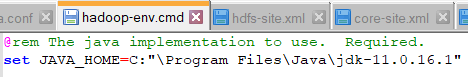 a.conf hadoop-env.cmd hdfs-site.xml core-site.xml
@rem The java implementation to use.  Required.
set JAVA_HOME=C:"\Program Files\Java\jdk-11.0.16.1"